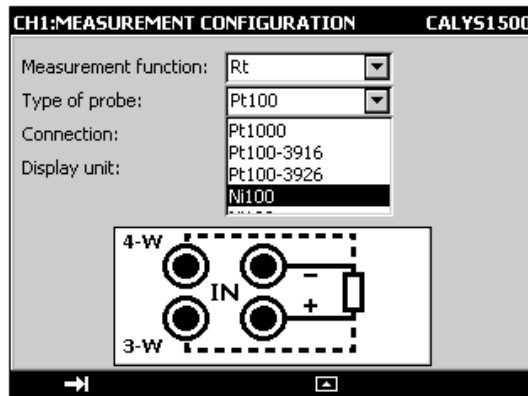 CH1:MEASUREMENT CONFIGURATION CALYS1500
Measurement function: Rt
Type of probe: Pt100
Connection:
Display unit:
Pt1000
Pt100-3916
Pt100-3926
Ni100
4-W
IN
-
+
3-W